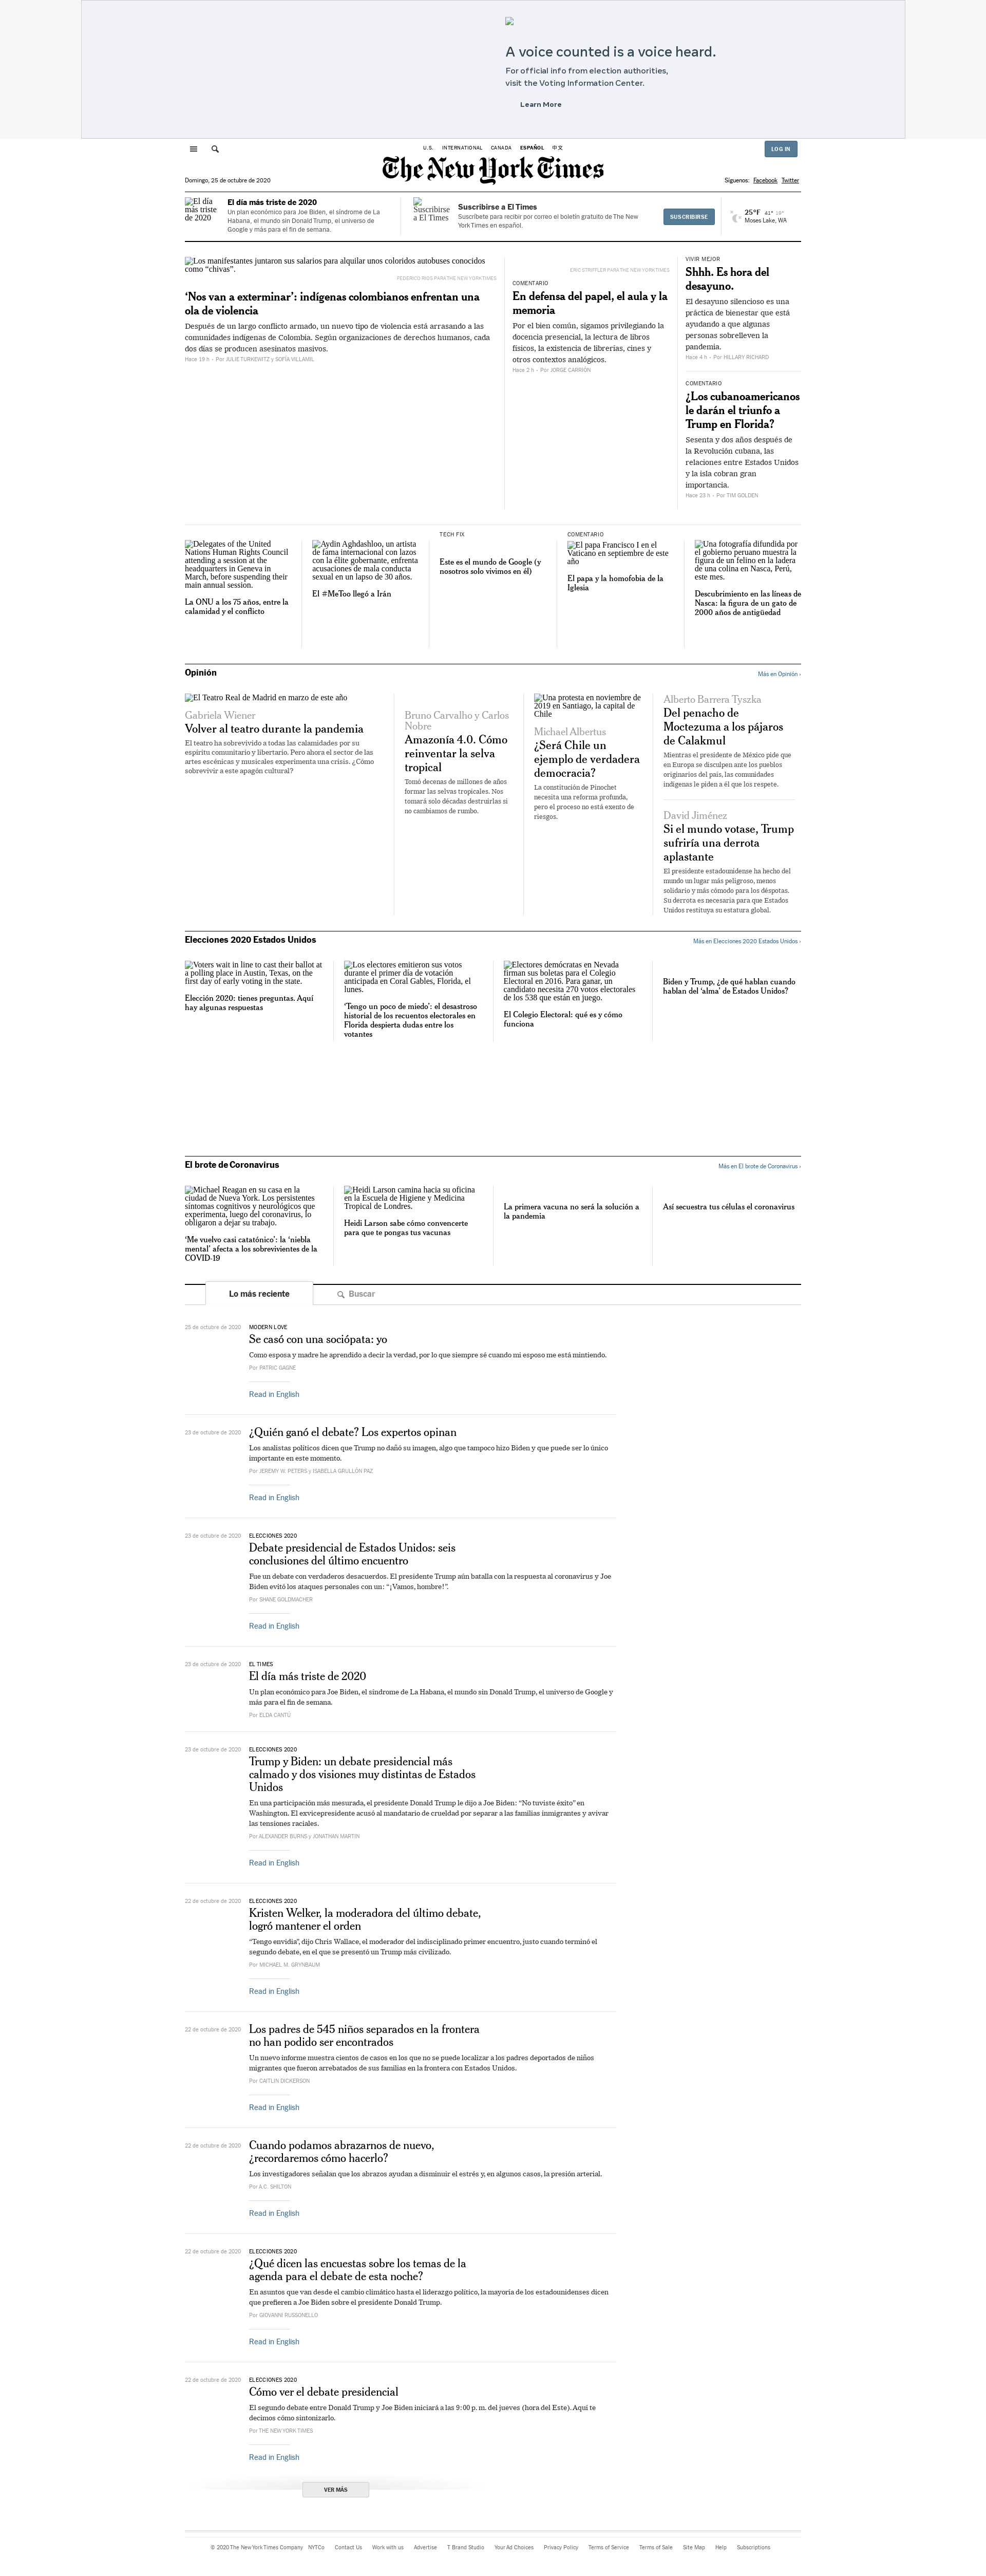 A voice counted is a voice heard.
For official info from election authorities,
visit the Voting Information Center.
Learn More
U.S. INTERNATIONAL CANADA ESPAÑOL 中文
LOG IN
The New York Times
Domingo, 25 de octubre de 2020
Síguenos: Facebook Twitter
El día más triste de 2020
El día más triste de 2020
Un plan económico para Joe Biden, el síndrome de La Habana, el mundo sin Donald Trump, el universo de Google y más para el fin de semana.
Suscribirse a El Times
Suscribirse a El Times
Suscríbete para recibir por correo el boletín gratuito de The New York Times en español.
SUSCRIBIRSE
25°F 41° 18°
Moses Lake, WA
Los manifestantes juntaron sus salarios para alquilar unos coloridos autobuses conocidos como “chivas”.
FEDERICO RIOS PARA THE NEW YORK TIMES
‘Nos van a exterminar’: indígenas colombianos enfrentan una ola de violencia
Después de un largo conflicto armado, un nuevo tipo de violencia está arrasando a las comunidades indígenas de Colombia. Según organizaciones de derechos humanos, cada dos días se producen asesinatos masivos.
Hace 19 h - Por JULIE TURKEWITZ y SOFÍA VILLAMIL
ERIC STRIFFLER PARA THE NEW YORK TIMES
COMENTARIO
En defensa del papel, el aula y la memoria
Por el bien común, sigamos privilegiando la docencia presencial, la lectura de libros físicos, la existencia de librerías, cines y otros contextos analógicos.
Hace 2 h - Por JORGE CARRIÓN
VIVIR MEJOR
Shhh. Es hora del desayuno.
El desayuno silencioso es una práctica de bienestar que está ayudando a que algunas personas sobrelleven la pandemia.
Hace 4 h - Por HILLARY RICHARD
COMENTARIO
¿Los cubanoamericanos le darán el triunfo a Trump en Florida?
Sesenta y dos años después de la Revolución cubana, las relaciones entre Estados Unidos y la isla cobran gran importancia.
Hace 23 h - Por TIM GOLDEN
Delegates of the United Nations Human Rights Council attending a session at the headquarters in Geneva in March, before suspending their main annual session.
La ONU a los 75 años, entre la calamidad y el conflicto
Aydin Aghdashloo, un artista de fama internacional con lazos con la élite gobernante, enfrenta acusaciones de mala conducta sexual en un lapso de 30 años.
El #MeToo llegó a Irán
TECH FIX
Este es el mundo de Google (y nosotros solo vivimos en él)
COMENTARIO
El papa Francisco I en el Vaticano en septiembre de este año
El papa y la homofobia de la Iglesia
Una fotografía difundida por el gobierno peruano muestra la figura de un felino en la ladera de una colina en Nasca, Perú, este mes.
Descubrimiento en las líneas de Nasca: la figura de un gato de 2000 años de antigüedad
Opinión
Más en Opinión ›
El Teatro Real de Madrid en marzo de este año
Gabriela Wiener
Volver al teatro durante la pandemia
El teatro ha sobrevivido a todas las calamidades por su espíritu comunitario y libertario. Pero ahora el sector de las artes escénicas y musicales experimenta una crisis. ¿Cómo sobrevivir a este apagón cultural?
Bruno Carvalho y Carlos Nobre
Amazonía 4.0. Cómo reinventar la selva tropical
Tomó decenas de millones de años formar las selvas tropicales. Nos tomará solo décadas destruirlas si no cambiamos de rumbo.
Una protesta en noviembre de 2019 en Santiago, la capital de Chile
Michael Albertus
¿Será Chile un ejemplo de verdadera democracia?
La constitución de Pinochet necesita una reforma profunda, pero el proceso no está exento de riesgos.
Alberto Barrera Tyszka
Del penacho de Moctezuma a los pájaros de Calakmul
Mientras el presidente de México pide que en Europa se disculpen ante los pueblos originarios del país, las comunidades indígenas le piden a él que los respete.
David Jiménez
Si el mundo votase, Trump sufriría una derrota aplastante
El presidente estadounidense ha hecho del mundo un lugar más peligroso, menos solidario y más cómodo para los déspotas. Su derrota es necesaria para que Estados Unidos restituya su estatura global.
Elecciones 2020 Estados Unidos
Más en Elecciones 2020 Estados Unidos ›
Voters wait in line to cast their ballot at a polling place in Austin, Texas, on the first day of early voting in the state.
Elección 2020: tienes preguntas. Aquí hay algunas respuestas
Los electores emitieron sus votos durante el primer día de votación anticipada en Coral Gables, Florida, el lunes.
‘Tengo un poco de miedo’: el desastroso historial de los recuentos electorales en Florida despierta dudas entre los votantes
Electores demócratas en Nevada firman sus boletas para el Colegio Electoral en 2016. Para ganar, un candidato necesita 270 votos electorales de los 538 que están en juego.
El Colegio Electoral: qué es y cómo funciona
Biden y Trump, ¿de qué hablan cuando hablan del ‘alma’ de Estados Unidos?
El brote de Coronavirus
Más en El brote de Coronavirus ›
Michael Reagan en su casa en la ciudad de Nueva York. Los persistentes síntomas cognitivos y neurológicos que experimenta, luego del coronavirus, lo obligaron a dejar su trabajo.
‘Me vuelvo casi catatónico’: la ‘niebla mental’ afecta a los sobrevivientes de la COVID-19
Heidi Larson camina hacia su oficina en la Escuela de Higiene y Medicina Tropical de Londres.
Heidi Larson sabe cómo convencerte para que te pongas tus vacunas
La primera vacuna no será la solución a la pandemia
Así secuestra tus células el coronavirus
Lo más reciente
Buscar
25 de octubre de 2020
MODERN LOVE
Se casó con una sociópata: yo
Como esposa y madre he aprendido a decir la verdad, por lo que siempre sé cuando mi esposo me está mintiendo.
Por PATRIC GAGNE
Read in English
23 de octubre de 2020
¿Quién ganó el debate? Los expertos opinan
Los analistas políticos dicen que Trump no dañó su imagen, algo que tampoco hizo Biden y que puede ser lo único importante en este momento.
Por JEREMY W. PETERS y ISABELLA GRULLÓN PAZ
Read in English
23 de octubre de 2020
ELECCIONES 2020
Debate presidencial de Estados Unidos: seis conclusiones del último encuentro
Fue un debate con verdaderos desacuerdos. El presidente Trump aún batalla con la respuesta al coronavirus y Joe Biden evitó los ataques personales con un: “¡Vamos, hombre!”.
Por SHANE GOLDMACHER
Read in English
23 de octubre de 2020
EL TIMES
El día más triste de 2020
Un plan económico para Joe Biden, el síndrome de La Habana, el mundo sin Donald Trump, el universo de Google y más para el fin de semana.
Por ELDA CANTÚ
23 de octubre de 2020
ELECCIONES 2020
Trump y Biden: un debate presidencial más calmado y dos visiones muy distintas de Estados Unidos
En una participación más mesurada, el presidente Donald Trump le dijo a Joe Biden: “No tuviste éxito” en Washington. El exvicepresidente acusó al mandatario de crueldad por separar a las familias inmigrantes y avivar las tensiones raciales.
Por ALEXANDER BURNS y JONATHAN MARTIN
Read in English
22 de octubre de 2020
ELECCIONES 2020
Kristen Welker, la moderadora del último debate, logró mantener el orden
“Tengo envidia”, dijo Chris Wallace, el moderador del indisciplinado primer encuentro, justo cuando terminó el segundo debate, en el que se presentó un Trump más civilizado.
Por MICHAEL M. GRYNBAUM
Read in English
22 de octubre de 2020
Los padres de 545 niños separados en la frontera no han podido ser encontrados
Un nuevo informe muestra cientos de casos en los que no se puede localizar a los padres deportados de niños migrantes que fueron arrebatados de sus familias en la frontera con Estados Unidos.
Por CAITLIN DICKERSON
Read in English
22 de octubre de 2020
Cuando podamos abrazarnos de nuevo, ¿recordaremos cómo hacerlo?
Los investigadores señalan que los abrazos ayudan a disminuir el estrés y, en algunos casos, la presión arterial.
Por A.C. SHILTON
Read in English
22 de octubre de 2020
ELECCIONES 2020
¿Qué dicen las encuestas sobre los temas de la agenda para el debate de esta noche?
En asuntos que van desde el cambio climático hasta el liderazgo político, la mayoría de los estadounidenses dicen que prefieren a Joe Biden sobre el presidente Donald Trump.
Por GIOVANNI RUSSONELLO
Read in English
22 de octubre de 2020
ELECCIONES 2020
Cómo ver el debate presidencial
El segundo debate entre Donald Trump y Joe Biden iniciará a las 9:00 p. m. del jueves (hora del Este). Aquí te decimos cómo sintonizarlo.
Por THE NEW YORK TIMES
Read in English
VER MÁS
© 2020 The New York Times Company NYTCo Contact Us Work with us Advertise T Brand Studio Your Ad Choices Privacy Policy Terms of Service Terms of Sale Site Map Help Subscriptions